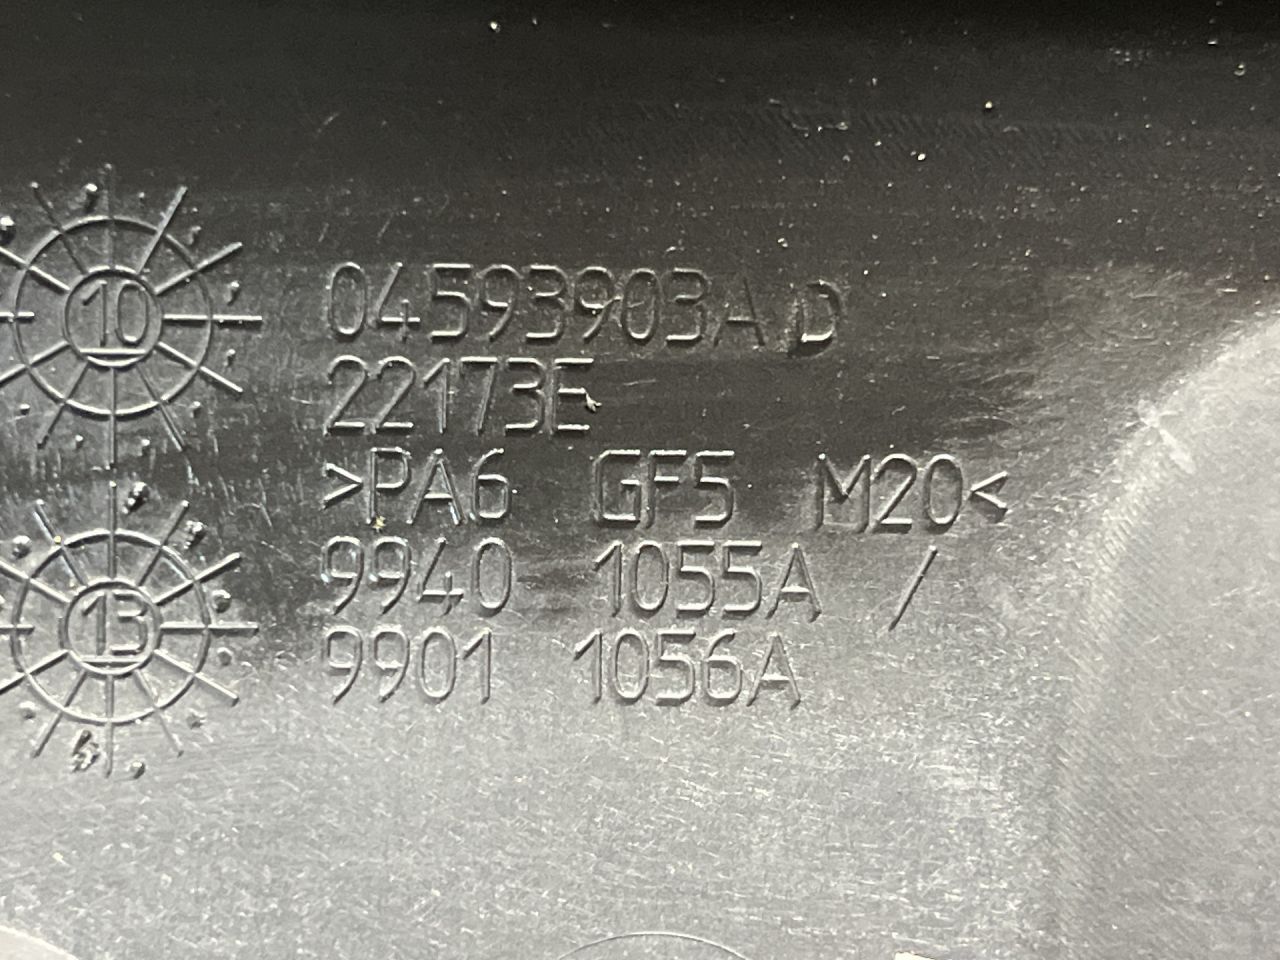 10
04593903AD
22173E
>PA6 GF5 M20<
9940 1055A /
13
9901 1056A